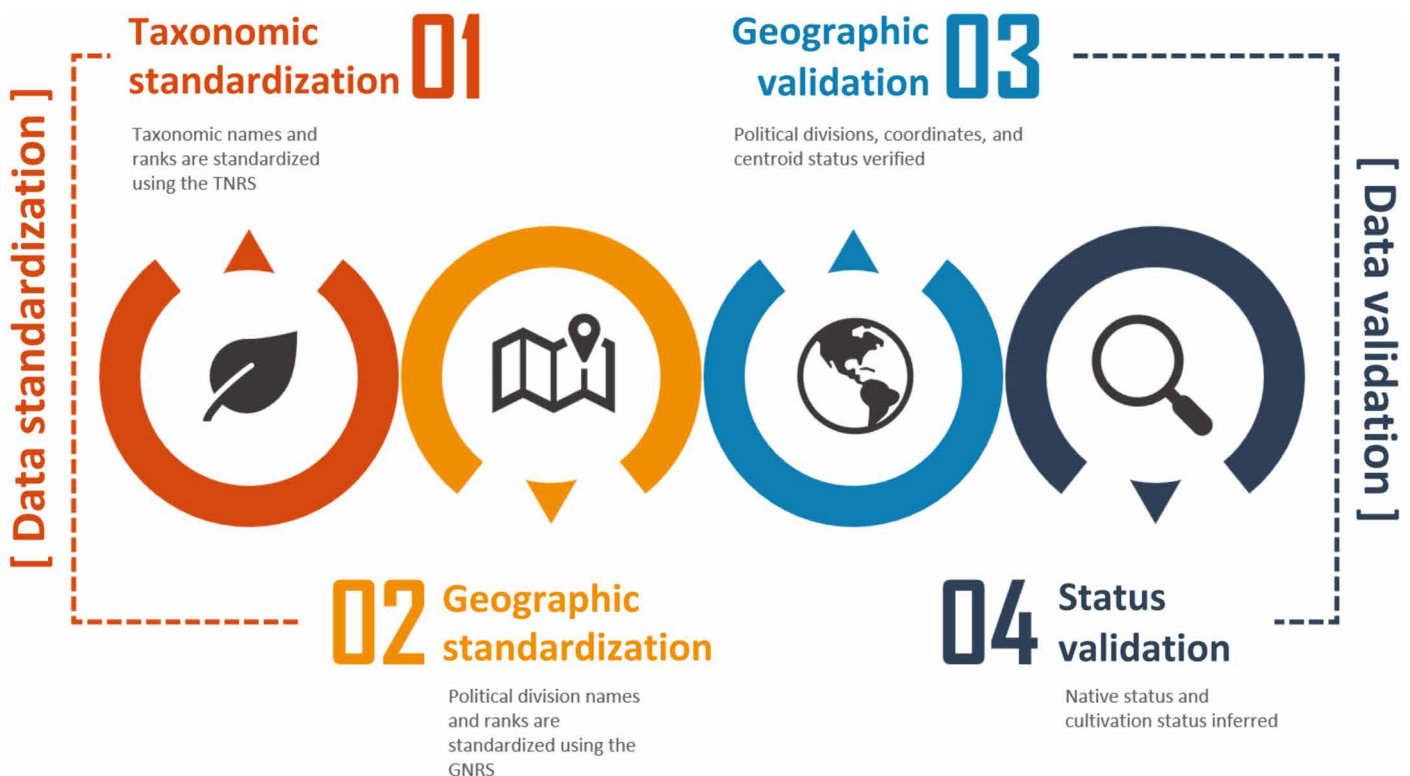 [ Data standardization ]
Taxonomic
standardization
01
Taxonomic names and
ranks are standardized
using the TNRS
02
Geographic
standardization
Political division names
and ranks are
standardized using the
GNRS
Geographic
validation
03
Political divisions, coordinates, and
centroid status verified
04
Status
validation
Native status and
cultivation status inferred
[ Data validation ]